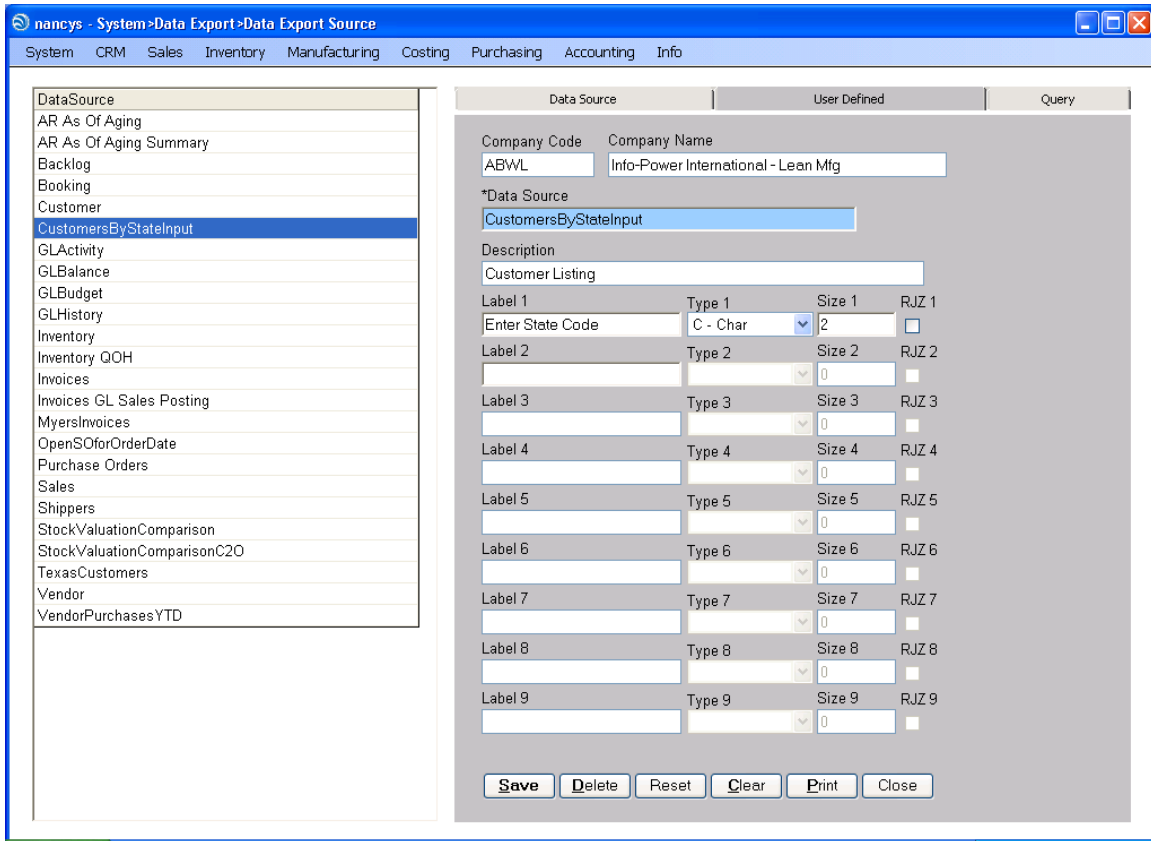 nancys - System>Data Export>Data Export Source
System CRM Sales Inventory Manufacturing Costing Purchasing Accounting Info
DataSource
AR As Of Aging
AR As Of Aging Summary
Backlog
Booking
Customer
CustomersByStateInput
GLActivity
GLBalance
GLBudget
GLHistory
Inventory
Inventory QOH
Invoices
Invoices GL Sales Posting
MyersInvoices
OpenSOforOrderDate
Purchase Orders
Sales
Shippers
StockValuationComparison
StockValuationComparisonC2O
TexasCustomers
Vendor
VendorPurchasesYTD
Data Source User Defined Query
Company Code Company Name
ABWL Info-Power International - Lean Mfg
*Data Source
CustomersByStateInput
Description
Customer Listing
Label 1 Type 1 Size 1 RJZ 1
Enter State Code C - Char 2
Label 2 Type 2 Size 2 RJZ 2
0
Label 3 Type 3 Size 3 RJZ 3
0
Label 4 Type 4 Size 4 RJZ 4
0
Label 5 Type 5 Size 5 RJZ 5
0
Label 6 Type 6 Size 6 RJZ 6
0
Label 7 Type 7 Size 7 RJZ 7
0
Label 8 Type 8 Size 8 RJZ 8
0
Label 9 Type 9 Size 9 RJZ 9
0
Save Delete Reset Clear Print Close